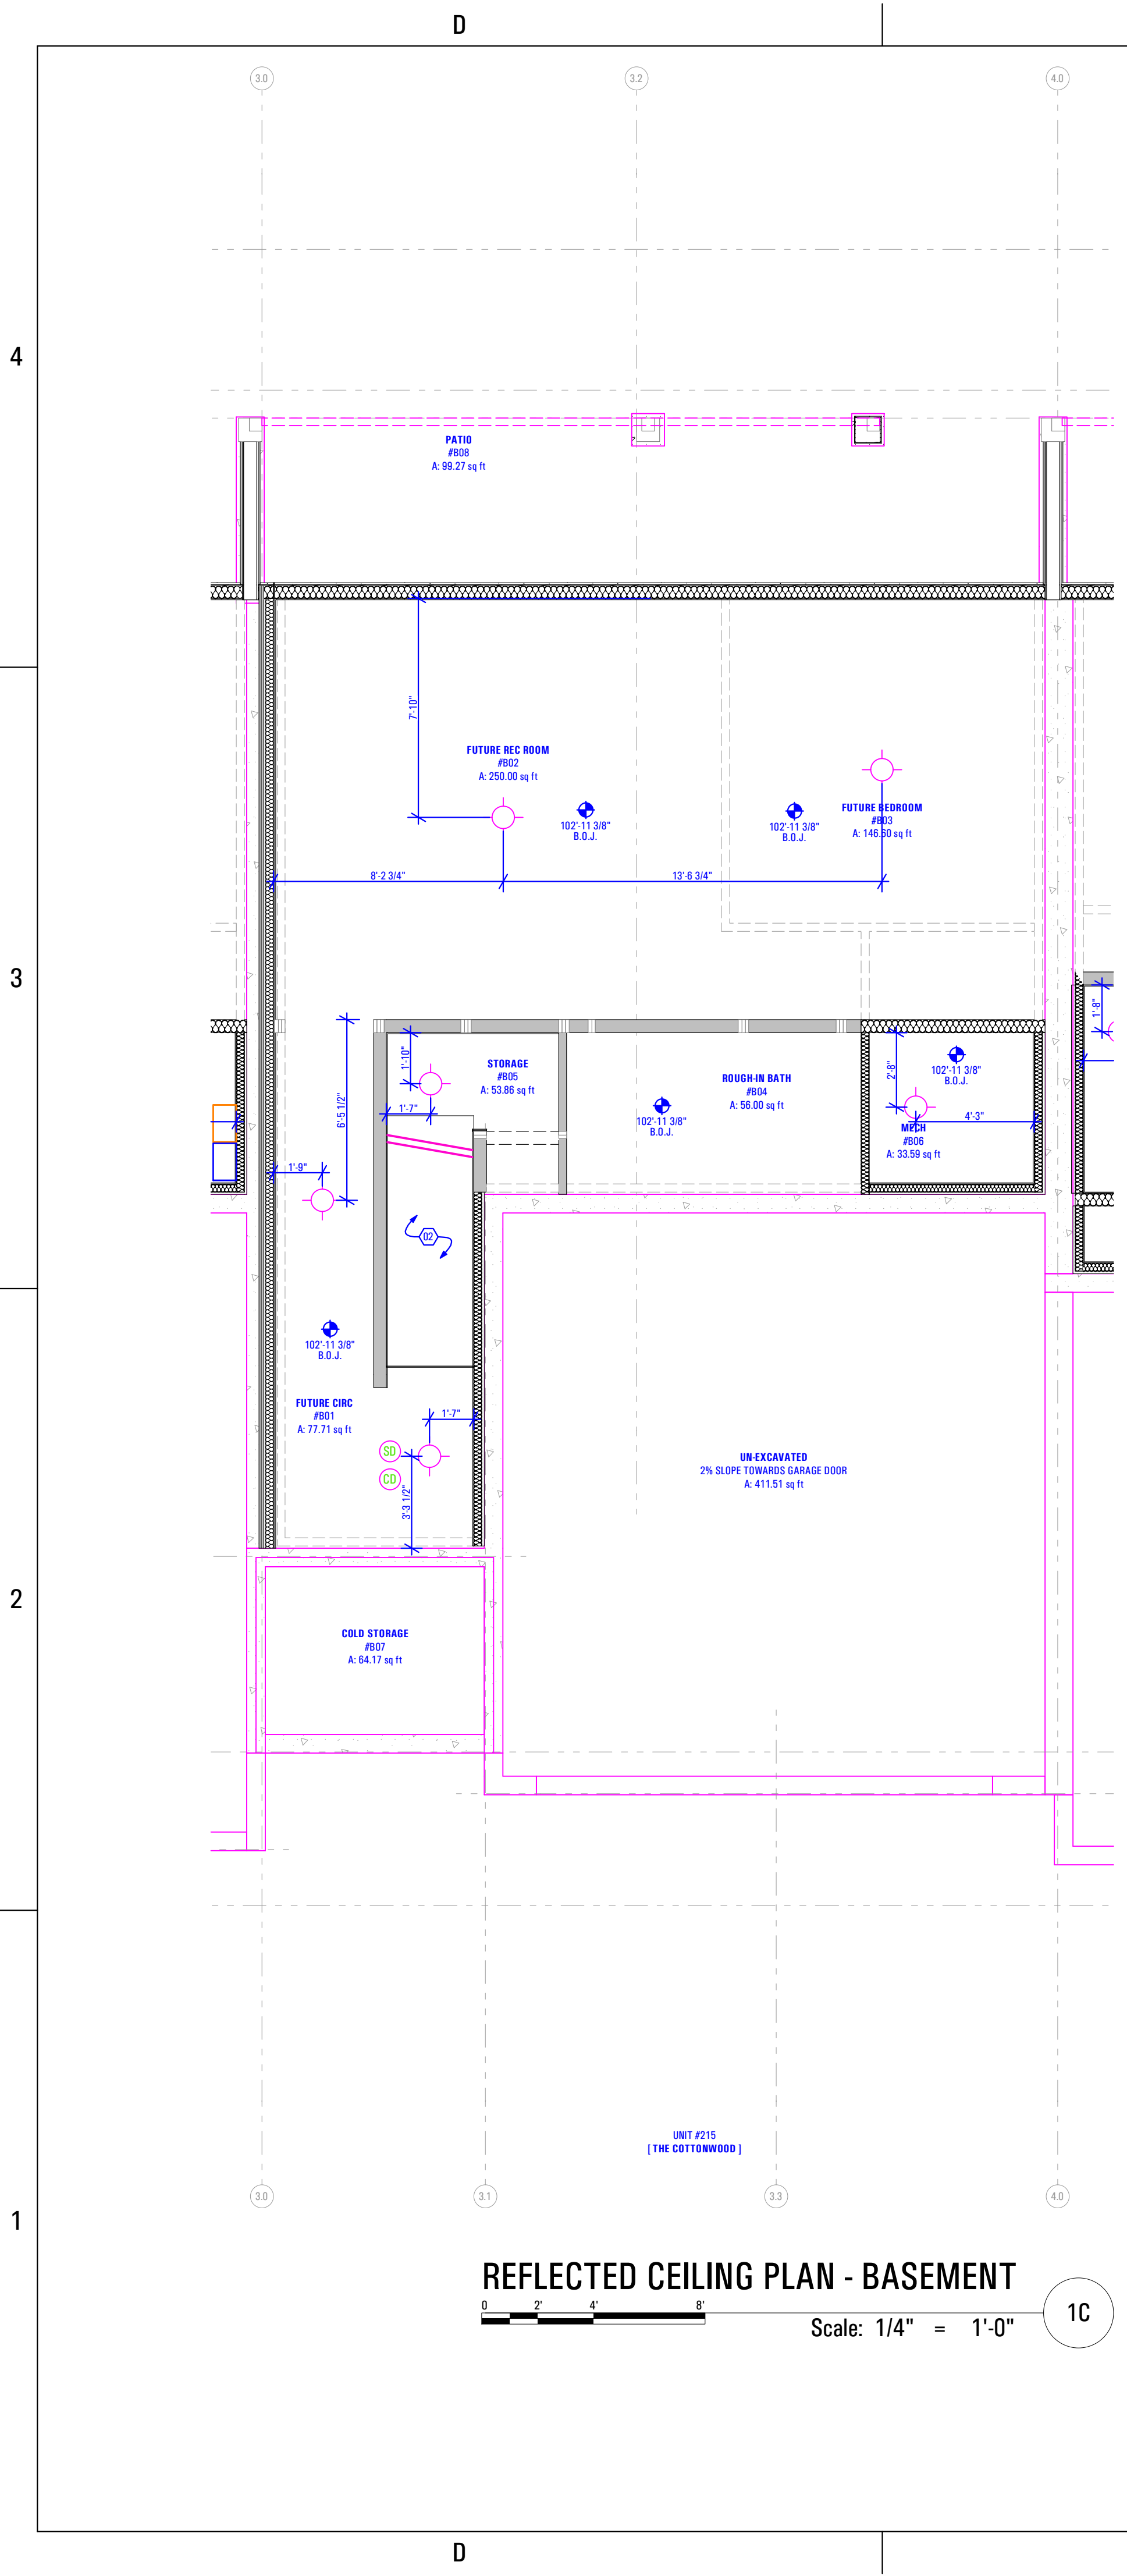 D
3.0
3.2
4.0
4
PATIO
#B08
A: 99.27 sq ft
7'-10"
FUTURE REC ROOM
#B02
A: 250.00 sq ft
102'-11 3/8"
B.O.J.
102'-11 3/8"
B.O.J.
FUTURE BEDROOM
#B03
A: 146.60 sq ft
8'-2 3/4"
13'-6 3/4"
3
1'-8"
6'-5 1/2"
1'-10"
STORAGE
#B05
A: 53.86 sq ft
1'-7"
ROUGH-IN BATH
#B04
A: 56.00 sq ft
102'-11 3/8"
B.O.J.
2'-8"
102'-11 3/8"
B.O.J.
4'-3"
MECH
#B06
A: 33.59 sq ft
1'-9"
02
102'-11 3/8"
B.O.J.
FUTURE CIRC
#B01
A: 77.71 sq ft
1'-7"
SD
CD
3'-3 1/2"
UN-EXCAVATED
2% SLOPE TOWARDS GARAGE DOOR
A: 411.51 sq ft
2
COLD STORAGE
#B07
A: 64.17 sq ft
UNIT #215
[ THE COTTONWOOD ]
3.0
3.1
3.3
4.0
1
REFLECTED CEILING PLAN - BASEMENT
0 2' 4' 8'
Scale: 1/4" = 1'-0"
1C
D